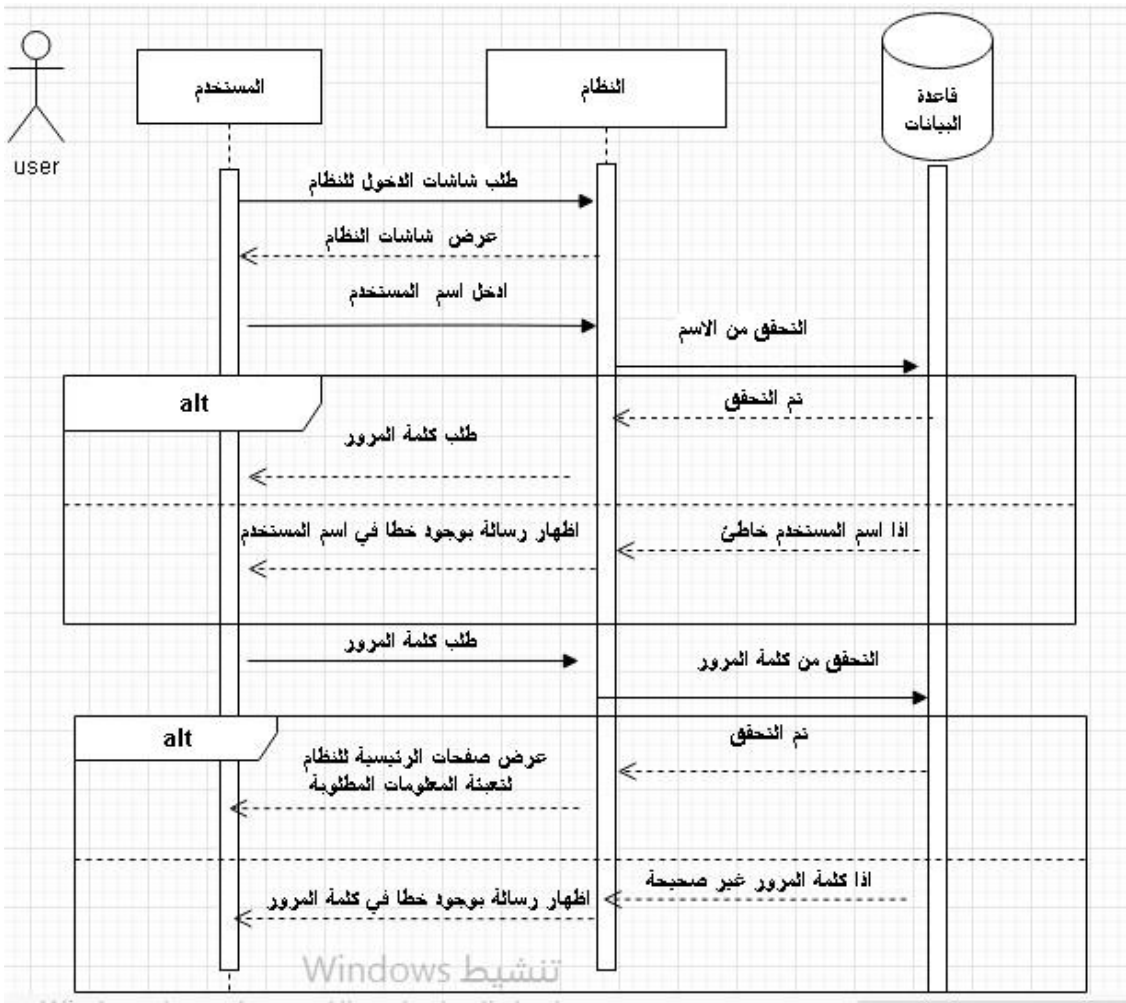 المستخدم
النظام
قاعدة
البيانات
user
طلب شاشات الدخول للنظام
عرض شاشات النظام
ادخل اسم المستخدم
التحقق من الاسم
alt
تم التحقق
طلب كلمة المرور
اذا اسم المستخدم خاطئ
اظهار رسالة بوجود خطا في اسم المستخدم
طلب كلمة المرور
التحقق من كلمة المرور
alt
تم التحقق
عرض صفحات الرئيسية للنظام
لتعبئة المعلومات المطلوبة
اذا كلمة المرور غير صحيحة
اظهار رسالة بوجود خطا في كلمة المرور
تنشيط Windows